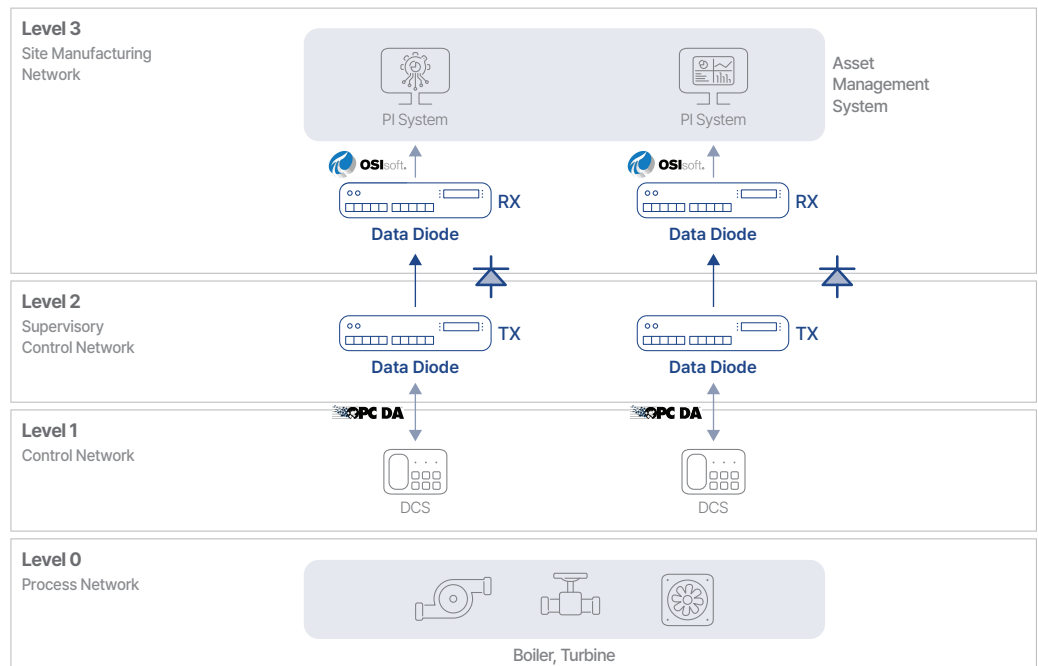 Level 3
Site Manufacturing
Network
PI System
PI System
Asset
Management
System
OSIsoft.
OSIsoft.
RX
RX
Data Diode
Data Diode
Level 2
Supervisory
Control Network
TX
TX
Data Diode
Data Diode
OPC DA
OPC DA
Level 1
Control Network
DCS
DCS
Level 0
Process Network
Boiler, Turbine